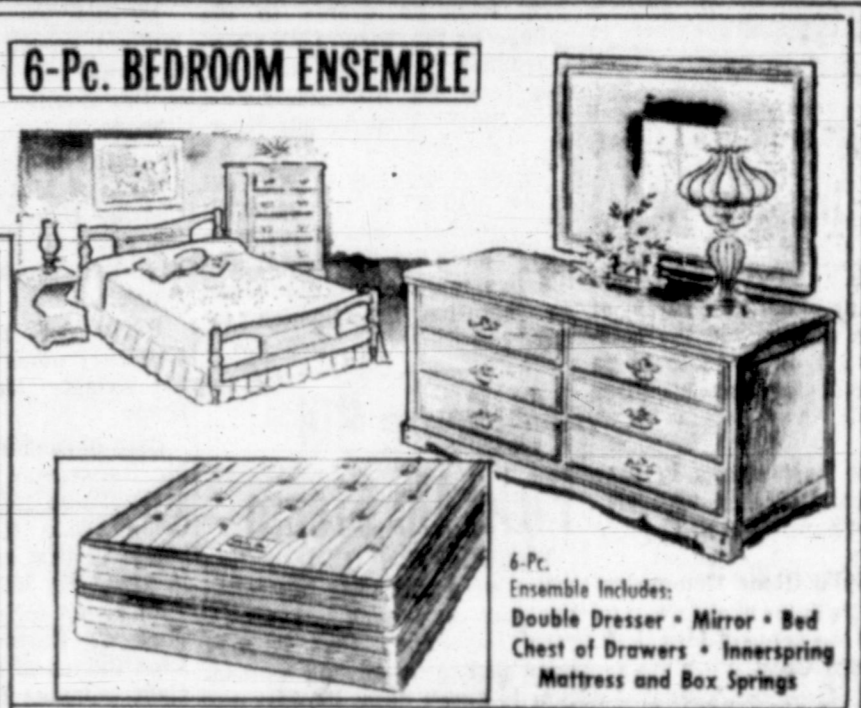 6-Pc. BEDROOM ENSEMBLE
6-Pc.
Ensemble Includes:
Double Dresser • Mirror • Bed
Chest of Drawers • Innerspring
Mattress and Box Springs